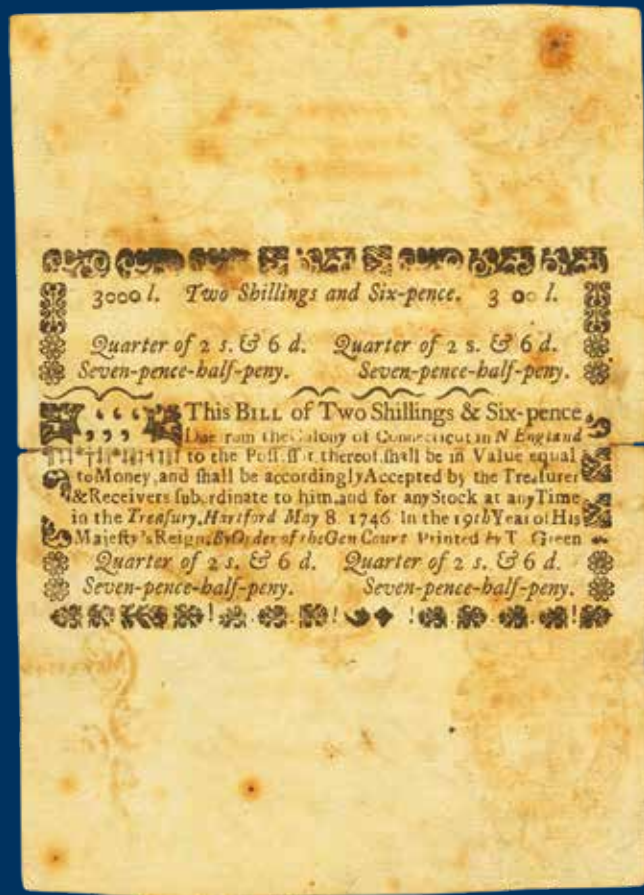 3000 l. Two Shillings and Six-pence. 3 00 l.
Quarter of 2 s. & 6 d. Quarter of 2 s. & 6 d.
Seven-pence-half-peny. Seven-pence-half-peny.
This BILL of Two Shillings & Six-pence
Due from the Colony of Connecticut in N England
to the Poss.ss r thereof shall be in Value equal
to Money, and shall be accordingly Accepted by the Treasurer
& Receivers subordinate to him, and for any Stock at any Time
in the Treasury. Hartford May 8. 1746 In the 19th Year of His
Majesty's Reign. By Order of the Gen Court Printed by T. Green
Quarter of 2 s. & 6 d. Quarter of 2 s. & 6 d.
Seven-pence-half-peny. Seven-pence-half-peny.